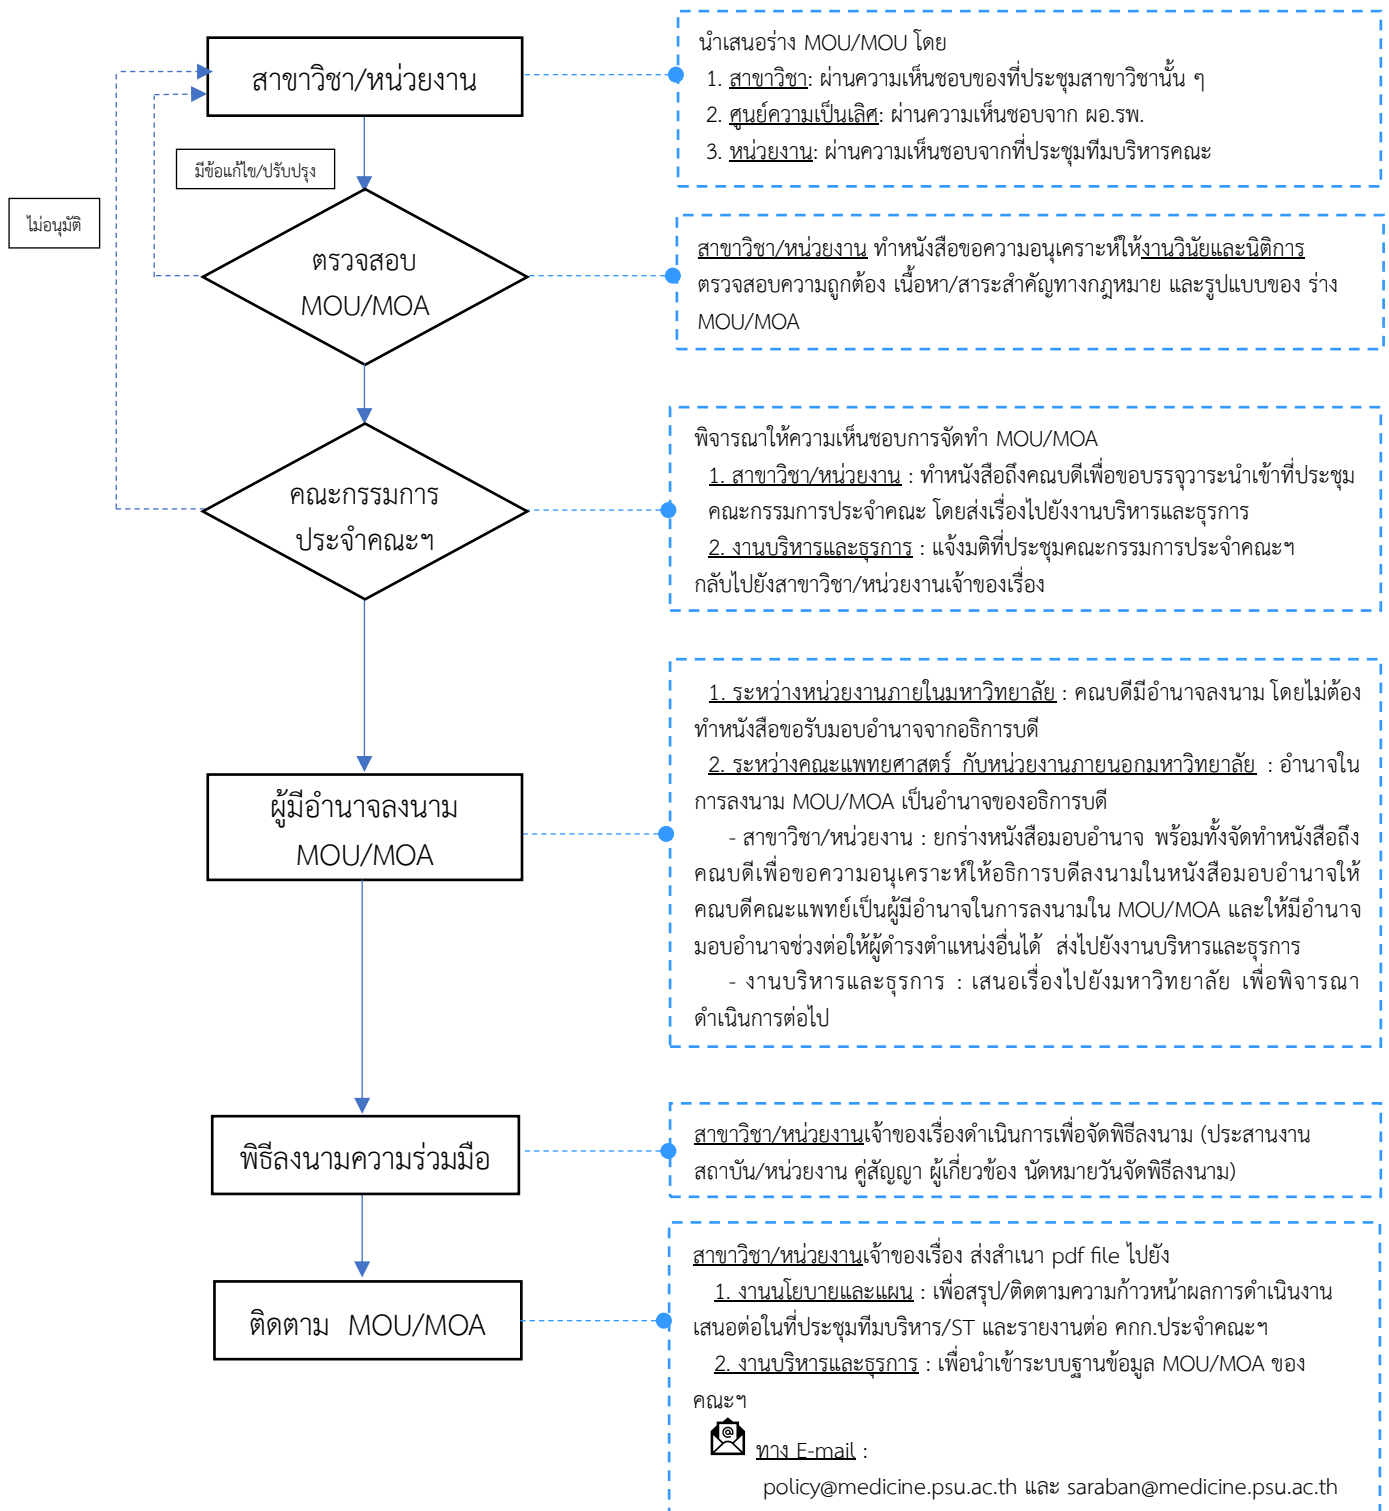 สาขาวิชา/หน่วยงาน
มีข้อแก้ไข/ปรับปรุง
ไม่อนุมัติ
ตรวจสอบ
MOU/MOA
คณะกรรมการ
ประจำคณะฯ
ผู้มีอำนาจลงนาม
MOU/MOA
พิธีลงนามความร่วมมือ
ติดตาม MOU/MOA
นำเสนอร่าง MOU/MOU โดย
1. สาขาวิชา: ผ่านความเห็นชอบของที่ประชุมสาขาวิชานั้น ๆ
2. ศูนย์ความเป็นเลิศ: ผ่านความเห็นชอบจาก ผอ.รพ.
3. หน่วยงาน: ผ่านความเห็นชอบจากที่ประชุมทีมบริหารคณะ
สาขาวิชา/หน่วยงาน ทำหนังสือขอความอนุเคราะห์ให้งานวินัยและนิติการ
ตรวจสอบความถูกต้อง เนื้อหา/สาระสำคัญทางกฎหมาย และรูปแบบของ ร่าง
MOU/MOA
พิจารณาให้ความเห็นชอบการจัดทำ MOU/MOA
1. สาขาวิชา/หน่วยงาน : ทำหนังสือถึงคณบดีเพื่อขอบรรจุวาระนำเข้าที่ประชุม
คณะกรรมการประจำคณะ โดยส่งเรื่องไปยังงานบริหารและธุรการ
2. งานบริหารและธุรการ : แจ้งมติที่ประชุมคณะกรรมการประจำคณะฯ
กลับไปยังสาขาวิชา/หน่วยงานเจ้าของเรื่อง
1. ระหว่างหน่วยงานภายในมหาวิทยาลัย : คณบดีมีอำนาจลงนาม โดยไม่ต้อง
ทำหนังสือขอรับมอบอำนาจจากอธิการบดี
2. ระหว่างคณะแพทยศาสตร์ กับหน่วยงานภายนอกมหาวิทยาลัย : อำนาจใน
การลงนาม MOU/MOA เป็นอำนาจของอธิการบดี
- สาขาวิชา/หน่วยงาน : ยกร่างหนังสือมอบอำนาจ พร้อมทั้งจัดทำหนังสือถึง
คณบดีเพื่อขอความอนุเคราะห์ให้อธิการบดีลงนามในหนังสือมอบอำนาจให้
คณบดีคณะแพทย์เป็นผู้มีอำนาจในการลงนามใน MOU/MOA และให้มีอำนาจ
มอบอำนาจช่วงต่อให้ผู้ดำรงตำแหน่งอื่นได้ ส่งไปยังงานบริหารและธุรการ
- งานบริหารและธุรการ : เสนอเรื่องไปยังมหาวิทยาลัย เพื่อพิจารณา
ดำเนินการต่อไป
สาขาวิชา/หน่วยงานเจ้าของเรื่องดำเนินการเพื่อจัดพิธีลงนาม (ประสานงาน
สถาบัน/หน่วยงาน คู่สัญญา ผู้เกี่ยวข้อง นัดหมายวันจัดพิธีลงนาม)
สาขาวิชา/หน่วยงานเจ้าของเรื่อง ส่งสำเนา pdf file ไปยัง
1. งานนโยบายและแผน : เพื่อสรุป/ติดตามความก้าวหน้าผลการดำเนินงาน
เสนอต่อในที่ประชุมทีมบริหาร/ST และรายงานต่อ คกก.ประจำคณะฯ
2. งานบริหารและธุรการ : เพื่อนำเข้าระบบฐานข้อมูล MOU/MOA ของ
คณะฯ
ทาง E-mail :
policy@medicine.psu.ac.th และ saraban@medicine.psu.ac.th